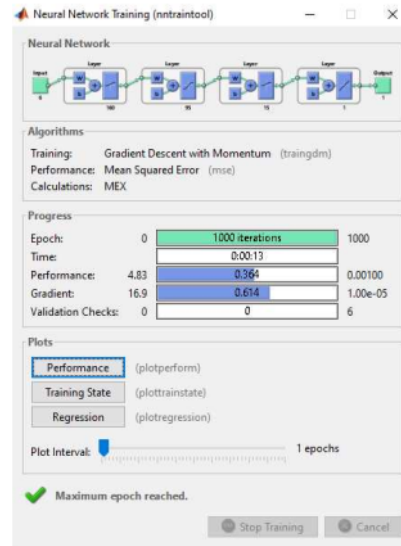 Neural Network Training (nntraintool)
Neural Network
Layer Layer Layer Layer
Input Output
W W W W
b b b b
6 100 95 15 1 1
Algorithms
Training: Gradient Descent with Momentum (traingdm)
Performance: Mean Squared Error (mse)
Calculations: MEX
Progress
Epoch: 0 1000 iterations 1000
Time: 0:00:13
Performance: 4.83 0.364 0.00100
Gradient: 16.9 0.614 1.00e-05
Validation Checks: 0 0 6
Plots
Performance (plotperform)
Training State (plottrainstate)
Regression (plotregression)
Plot Interval: 1 epochs
Maximum epoch reached.
Stop Training Cancel